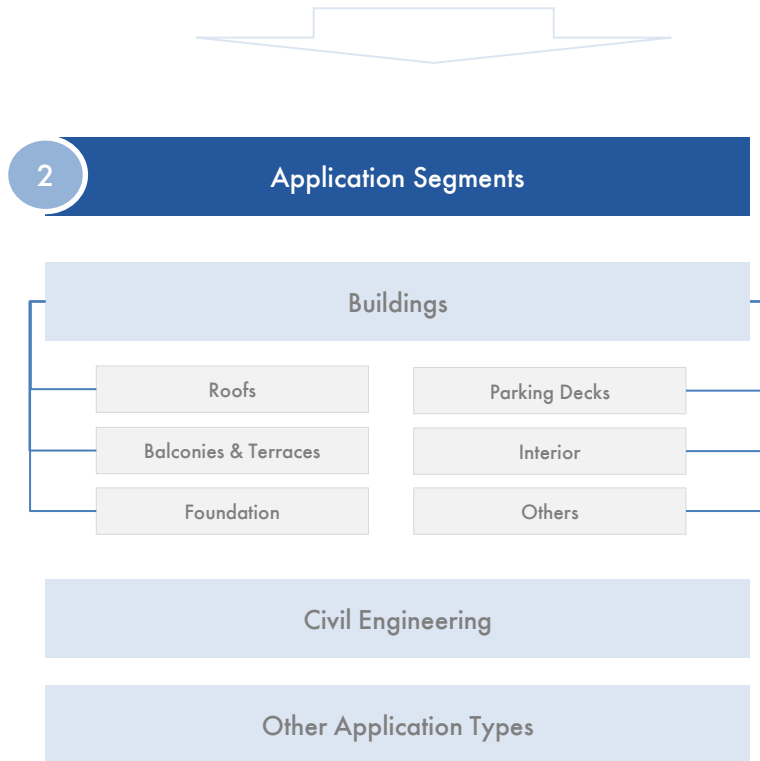 2
Application Segments
Buildings
Roofs
Parking Decks
Balconies & Terraces
Interior
Foundation
Others
Civil Engineering
Other Application Types